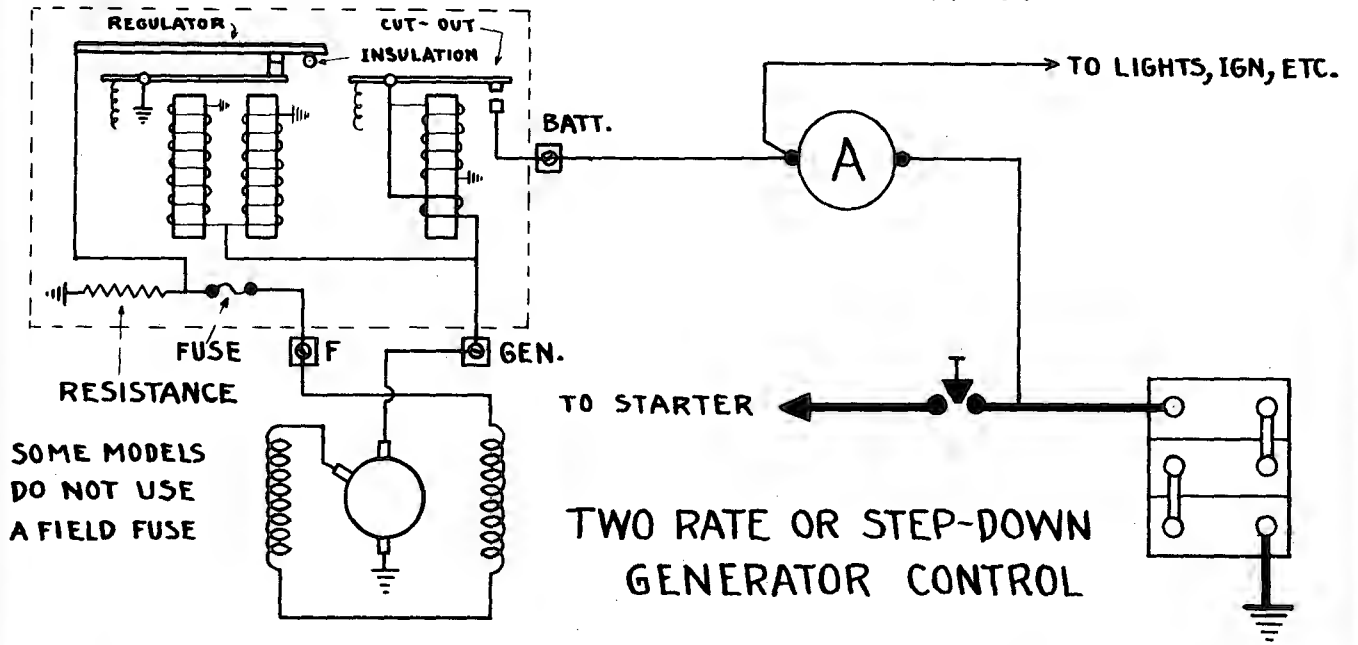 REGULATOR
CUT-OUT
INSULATION
TO LIGHTS, IGN, ETC.
BATT.
A
FUSE
F
GEN.
RESISTANCE
TO STARTER
SOME MODELS
DO NOT USE
A FIELD FUSE
TWO RATE OR STEP-DOWN
GENERATOR CONTROL